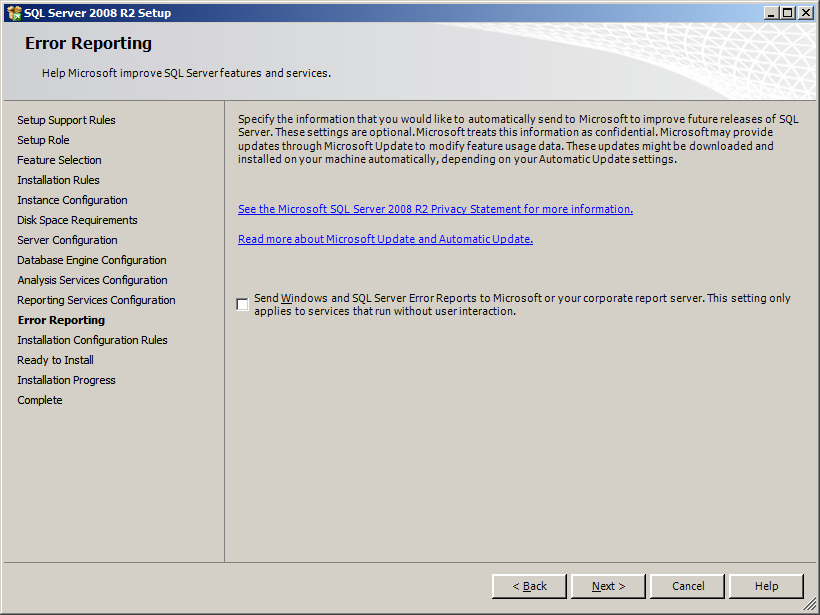 SQL Server 2008 R2 Setup
Error Reporting
Help Microsoft improve SQL Server features and services.
Setup Support Rules
Setup Role
Feature Selection
Installation Rules
Instance Configuration
Disk Space Requirements
Server Configuration
Database Engine Configuration
Analysis Services Configuration
Reporting Services Configuration
Error Reporting
Installation Configuration Rules
Ready to Install
Installation Progress
Complete
Specify the information that you would like to automatically send to Microsoft to improve future releases of SQL
Server. These settings are optional. Microsoft treats this information as confidential. Microsoft may provide
updates through Microsoft Update to modify feature usage data. These updates might be downloaded and
installed on your machine automatically, depending on your Automatic Update settings.
See the Microsoft SQL Server 2008 R2 Privacy Statement for more information.
Read more about Microsoft Update and Automatic Update.
Send Windows and SQL Server Error Reports to Microsoft or your corporate report server. This setting only
applies to services that run without user interaction.
< Back
Next >
Cancel
Help